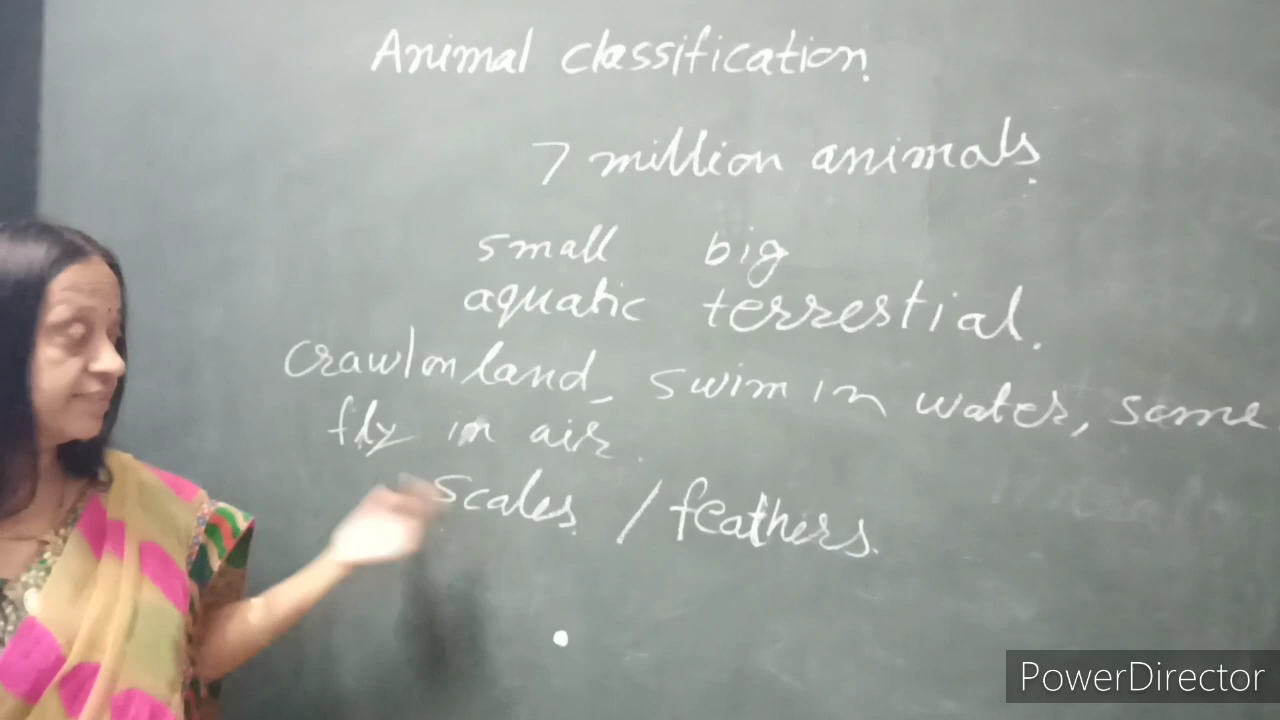 Animal classification.
7 million animals.
small big
aquatic terrestial.
crawl on land, swim in water, some
fly in air.
scales / feathers.
PowerDirector